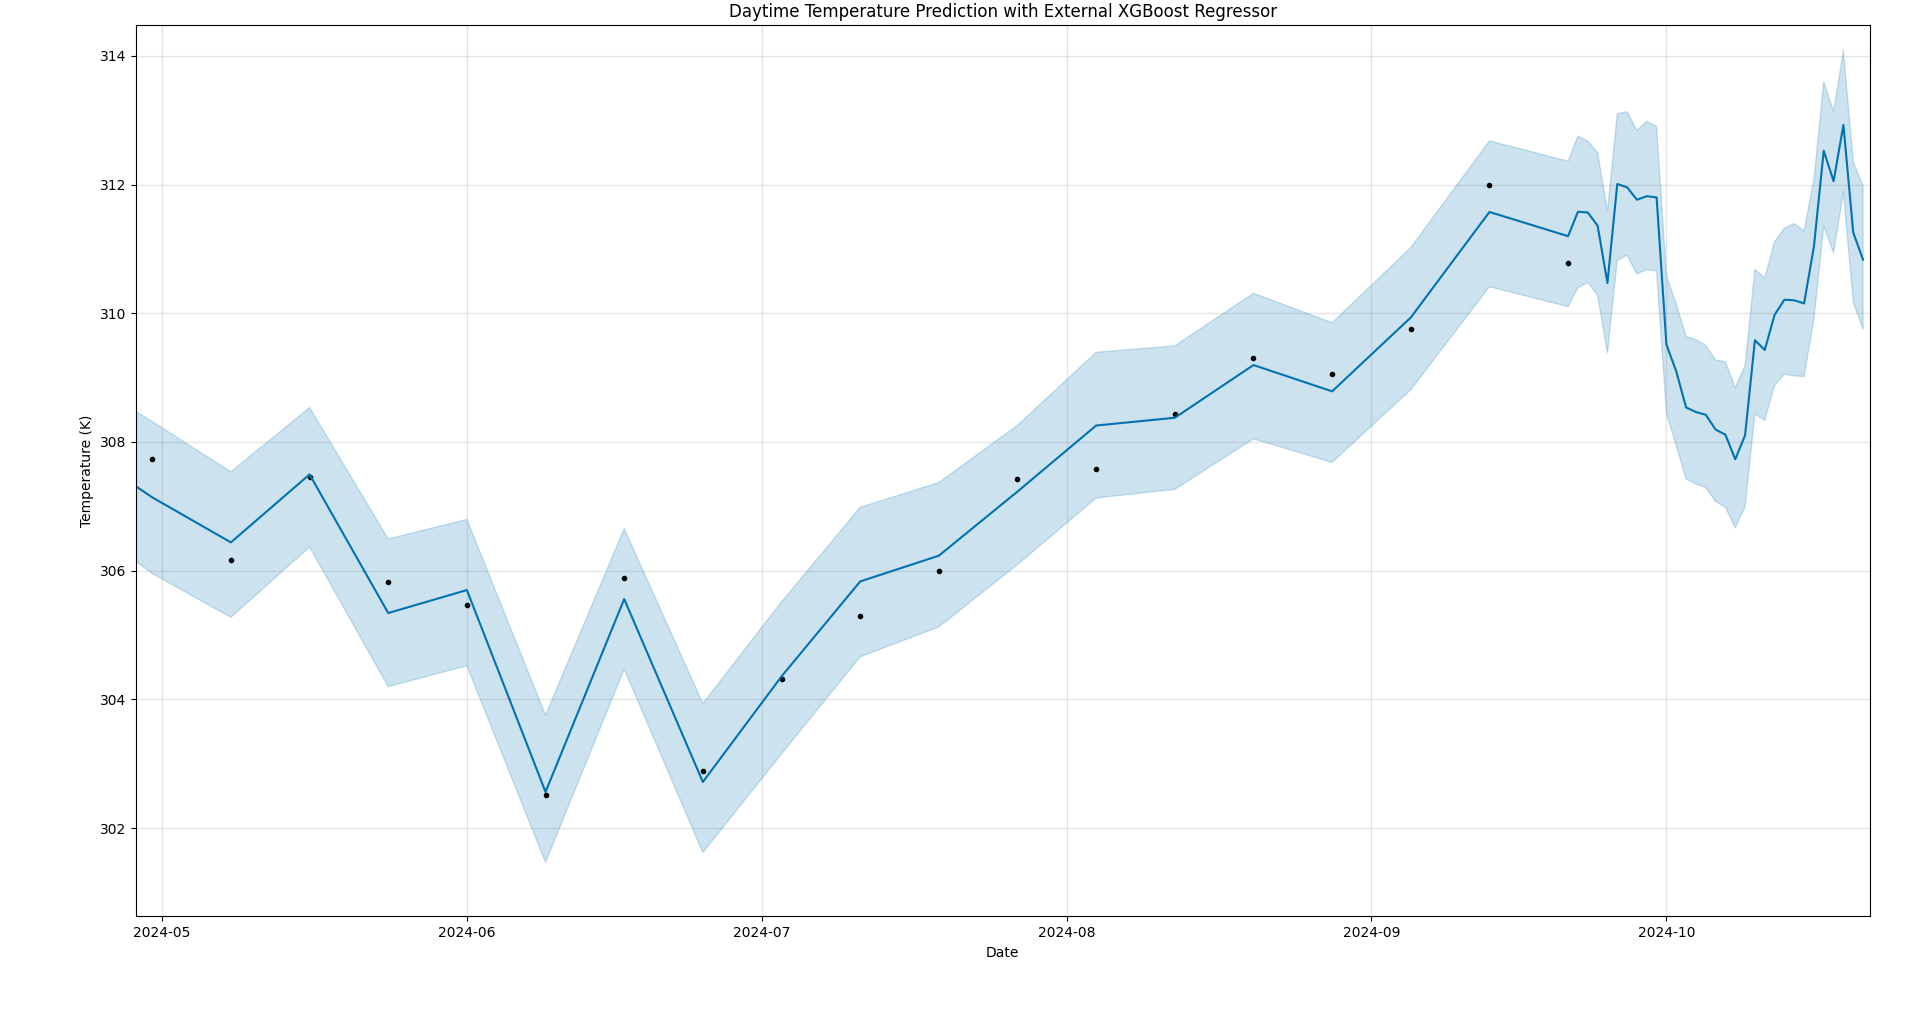 Daytime Temperature Prediction with External XGBoost Regressor
314
312
310
308
306
304
302
Temperature (K)
2024-05 2024-06 2024-07 2024-08 2024-09 2024-10
Date